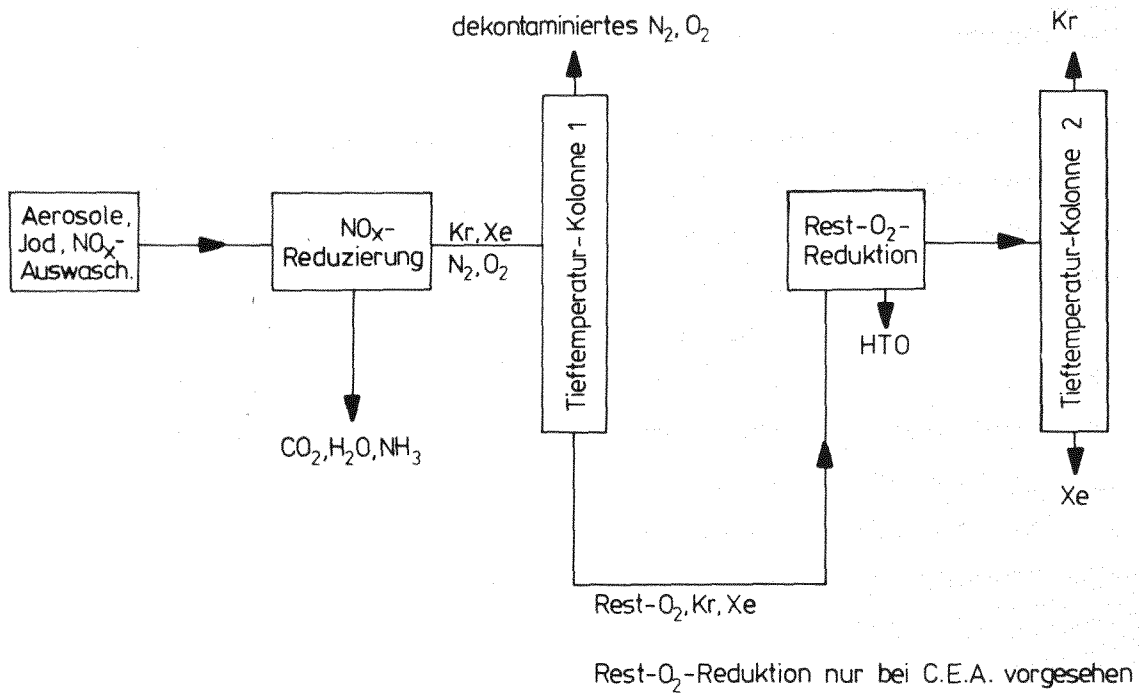 dekontaminiertes N₂, O₂
Kr
Aerosole,
Jod, NOₓ-
Auswasch.
NOₓ-
Reduzierung
Kr, Xe
N₂, O₂
Tieftemperatur-Kolonne 1
Rest-O₂-
Reduktion
Tieftemperatur-Kolonne 2
HTO
CO₂, H₂O, NH₃
Xe
Rest-O₂, Kr, Xe
Rest-O₂-Reduktion nur bei C.E.A. vorgesehen